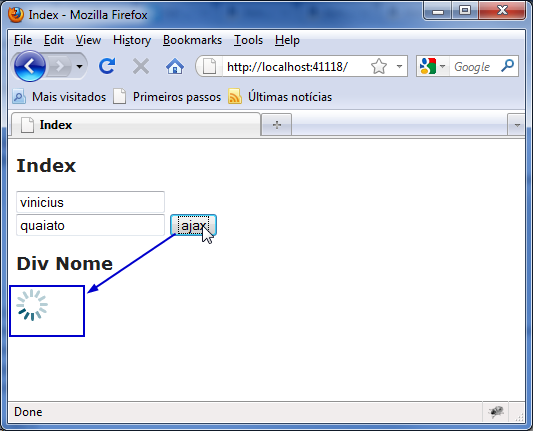 Index - Mozilla Firefox
File Edit View History Bookmarks Tools Help
http://localhost:41118/ Google
Mais visitados Primeiros passos Últimas notícias
Index
Index
vinicius
quaiato ajax
Div Nome
Done